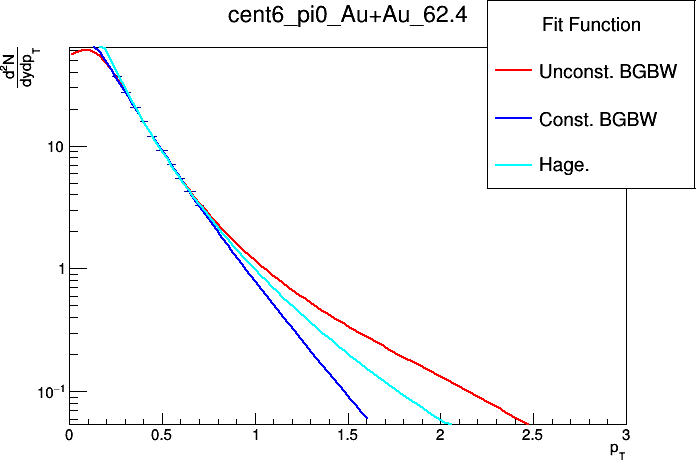 cent6_pi0_Au+Au_62.4
Fit Function
Unconst. BGBW
Const. BGBW
Hage.
d²N
dydp_T
10
1
10⁻¹
0 0.5 1 1.5 2 2.5 3
p_T